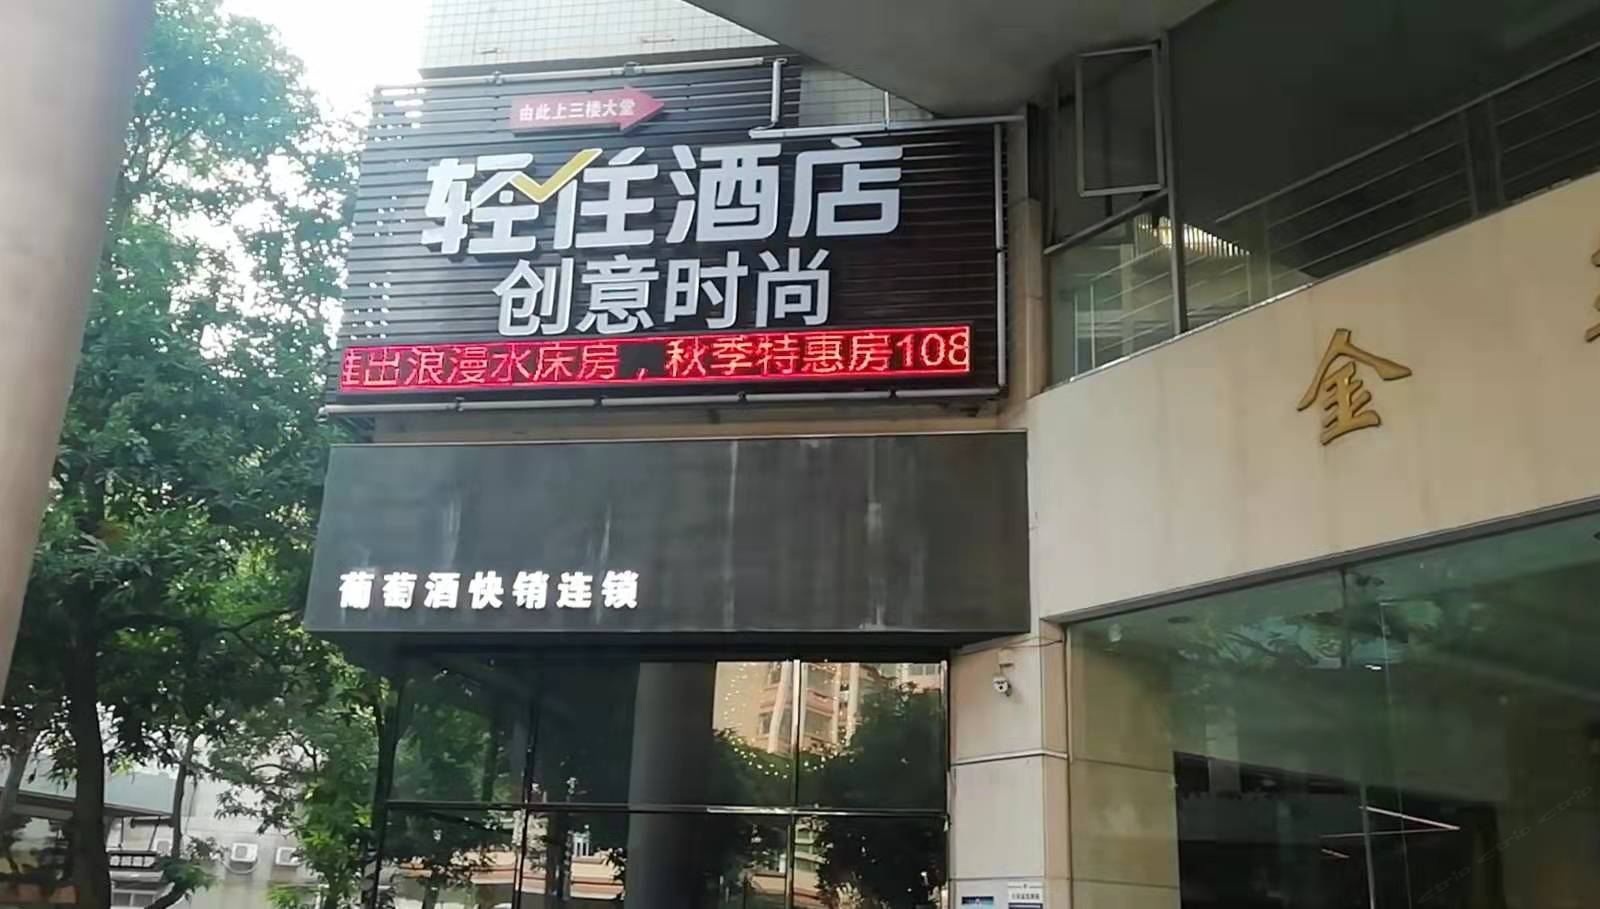 由此上三楼大堂
轻住酒店
创意时尚
推出浪漫水床房，秋季特惠房108
金
葡萄酒快销连锁